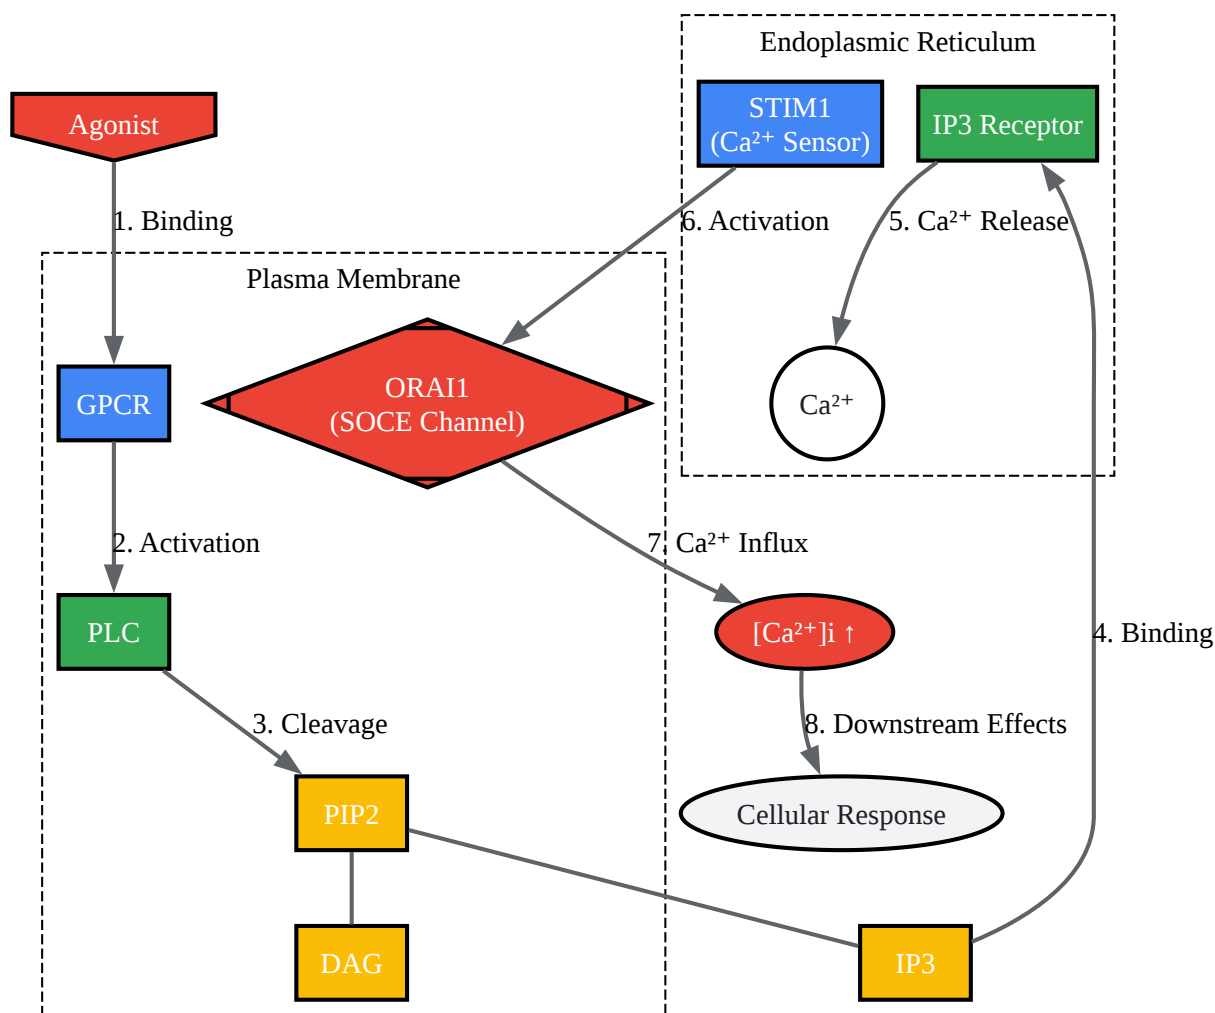 Endoplasmic Reticulum
Agonist
STIM1
(Ca²⁺ Sensor)
IP3 Receptor
1. Binding
6. Activation
5. Ca²⁺ Release
Plasma Membrane
GPCR
ORAI1
(SOCE Channel)
Ca²⁺
2. Activation
7. Ca²⁺ Influx
PLC
[Ca²⁺]i ↑
4. Binding
3. Cleavage
8. Downstream Effects
PIP2
Cellular Response
DAG
IP3